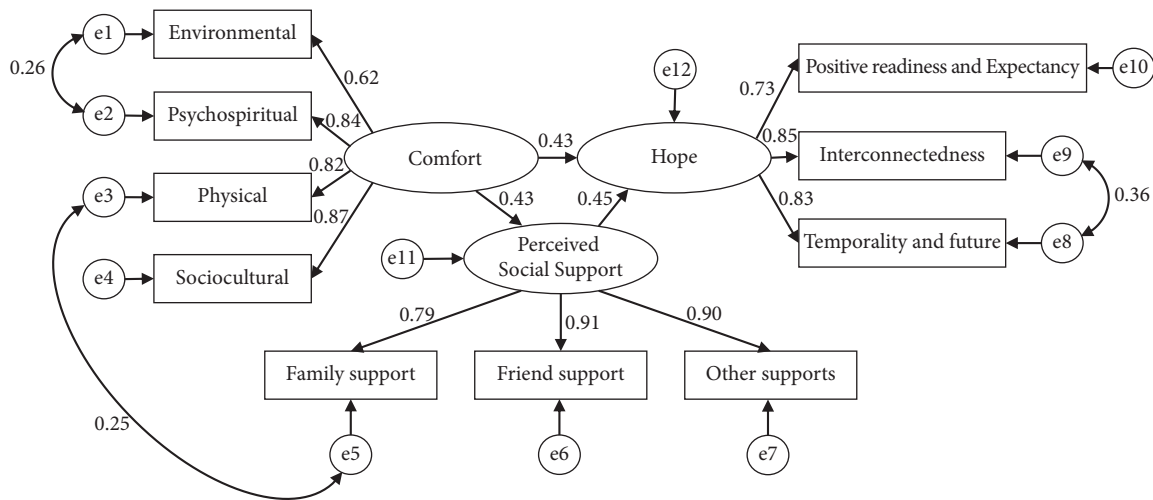 e1
Environmental
0.26
e2
Psychospiritual
e3
Physical
e4
Sociocultural
0.62
0.84
0.82
0.87
Comfort
0.43
0.43
e12
Hope
0.45
e11
Perceived
Social Support
0.73
0.85
0.83
Positive readiness and Expectancy
e10
Interconnectedness
e9
0.36
Temporality and future
e8
0.79
0.91
0.90
Family support
Friend support
Other supports
0.25
e5
e6
e7